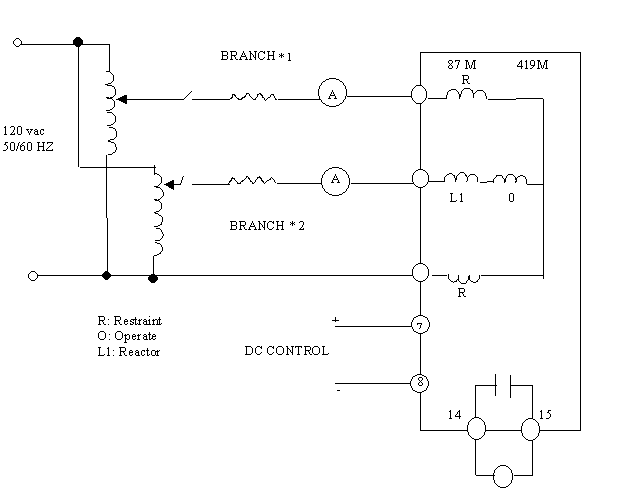 BRANCH *1
87 M 419M
R
A
120 vac
50/60 HZ
A
L1 0
BRANCH * 2
R
R: Restraint
O: Operate
L1: Reactor
+
7
DC CONTROL
8
-
14 15